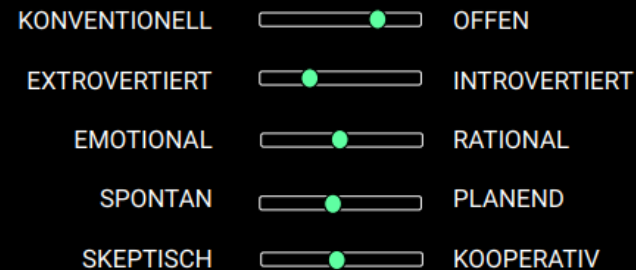 KONVENTIONELL OFFEN
EXTROVERTIERT INTROVERTIERT
EMOTIONAL RATIONAL
SPONTAN PLANEND
SKEPTISCH KOOPERATIV